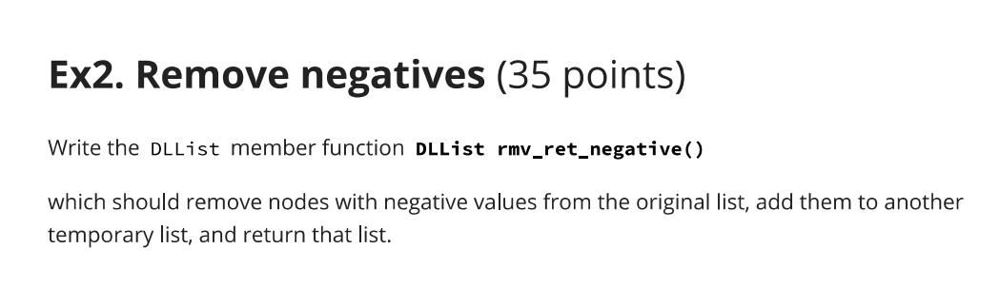 Ex2. Remove negatives (35 points)
Write the DLList member function DLList rmv_ret_negative()
which should remove nodes with negative values from the original list, add them to another
temporary list, and return that list.